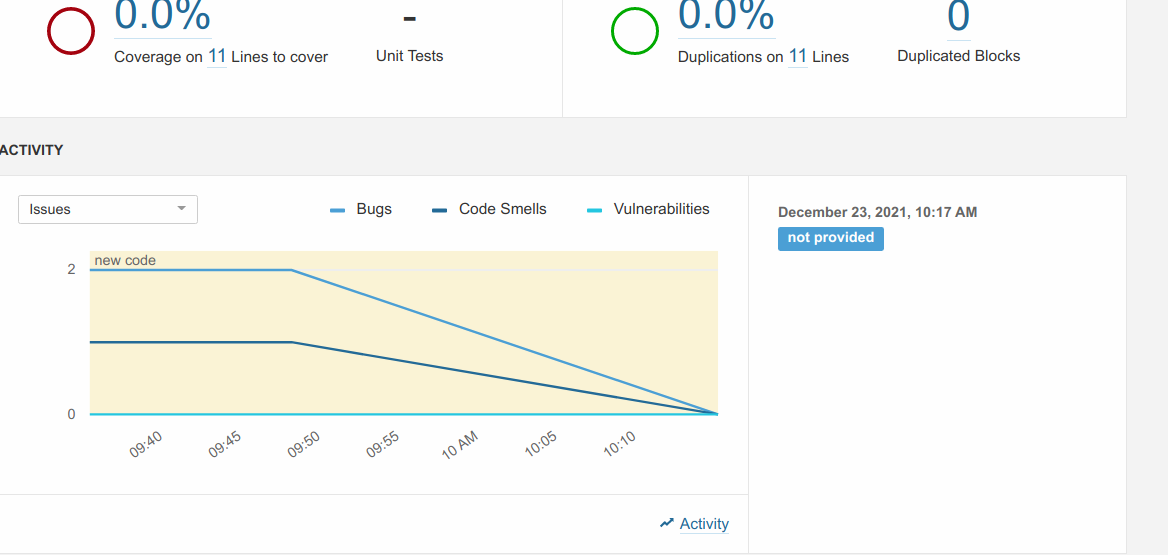 0.0%
Coverage on 11 Lines to cover
-
Unit Tests
0.0%
Duplications on 11 Lines
0
Duplicated Blocks
ACTIVITY
Issues
Bugs
Code Smells
Vulnerabilities
new code
2
0
09:40
09:45
09:50
09:55
10 AM
10:05
10:10
Activity
December 23, 2021, 10:17 AM
not provided